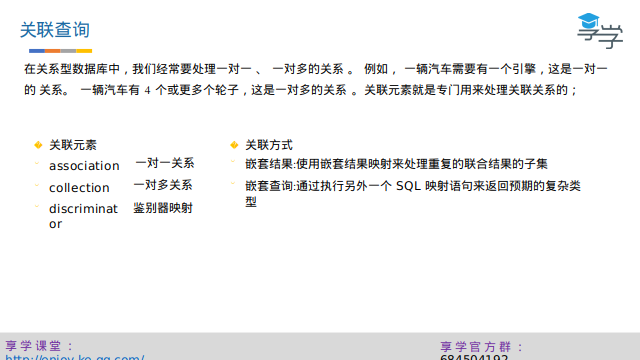 关联查询
享学
在关系型数据库中，我们经常要处理一对一 、 一对多的关系 。 例如， 一辆汽车需要有一个引擎，这是一对一
的 关系。 一辆汽车有 4 个或更多个轮子，这是一对多的关系 。关联元素就是专门用来处理关联关系的；
关联元素
association 一对一关系
collection 一对多关系
discriminat 鉴别器映射
or
关联方式
嵌套结果:使用嵌套结果映射来处理重复的联合结果的子集
嵌套查询:通过执行另外一个 SQL 映射语句来返回预期的复杂类
型
享学课堂：
http://enjoy.ke.qq.com/
享学官方群：
684504192